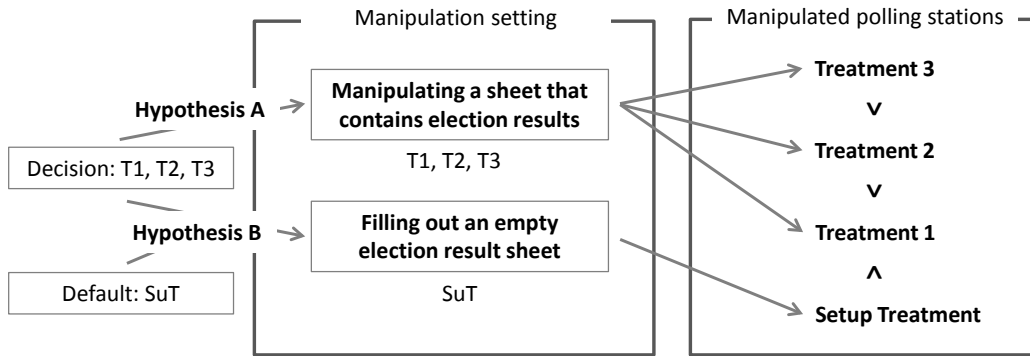 Manipulation setting
Manipulated polling stations
Hypothesis A
Decision: T1, T2, T3
Hypothesis B
Default: SuT
Manipulating a sheet that
contains election results
T1, T2, T3
Filling out an empty
election result sheet
SuT
Treatment 3
>
Treatment 2
>
Treatment 1
<
Setup Treatment